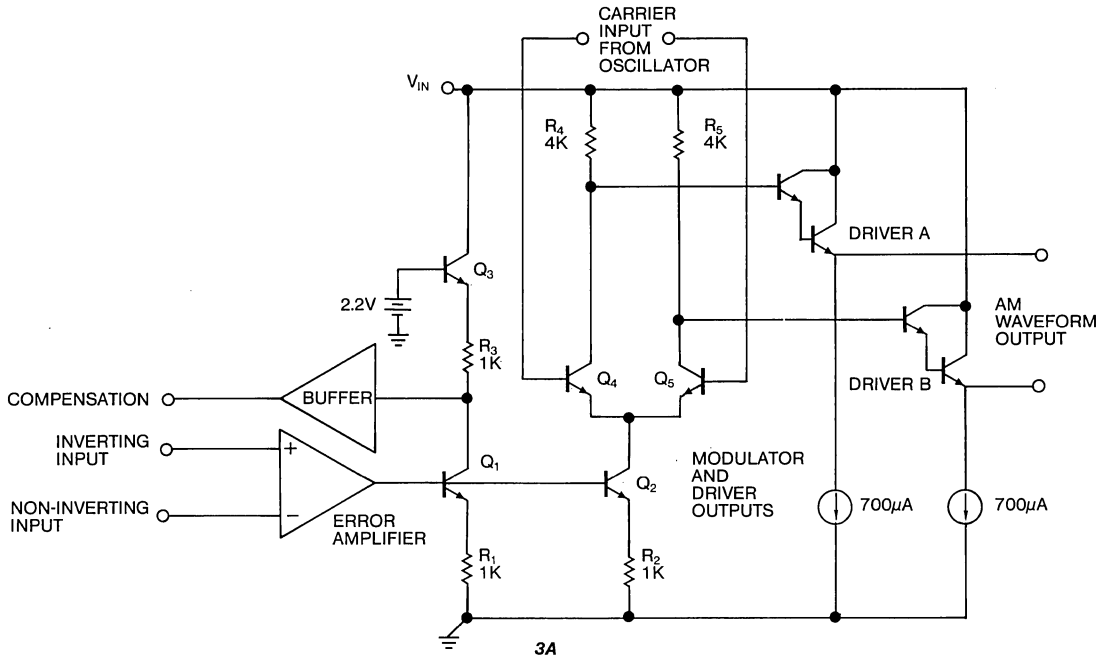 CARRIER
INPUT
FROM
OSCILLATOR
VIN
R4
4K
R5
4K
DRIVER A
Q3
2.2V
R3
1K
AM
WAVEFORM
OUTPUT
Q4
Q5
DRIVER B
COMPENSATION
BUFFER
INVERTING
INPUT
+
Q1
Q2
MODULATOR
AND
DRIVER
OUTPUTS
NON-INVERTING
INPUT
−
ERROR
AMPLIFIER
700µA
700µA
R1
1K
R2
1K
3A